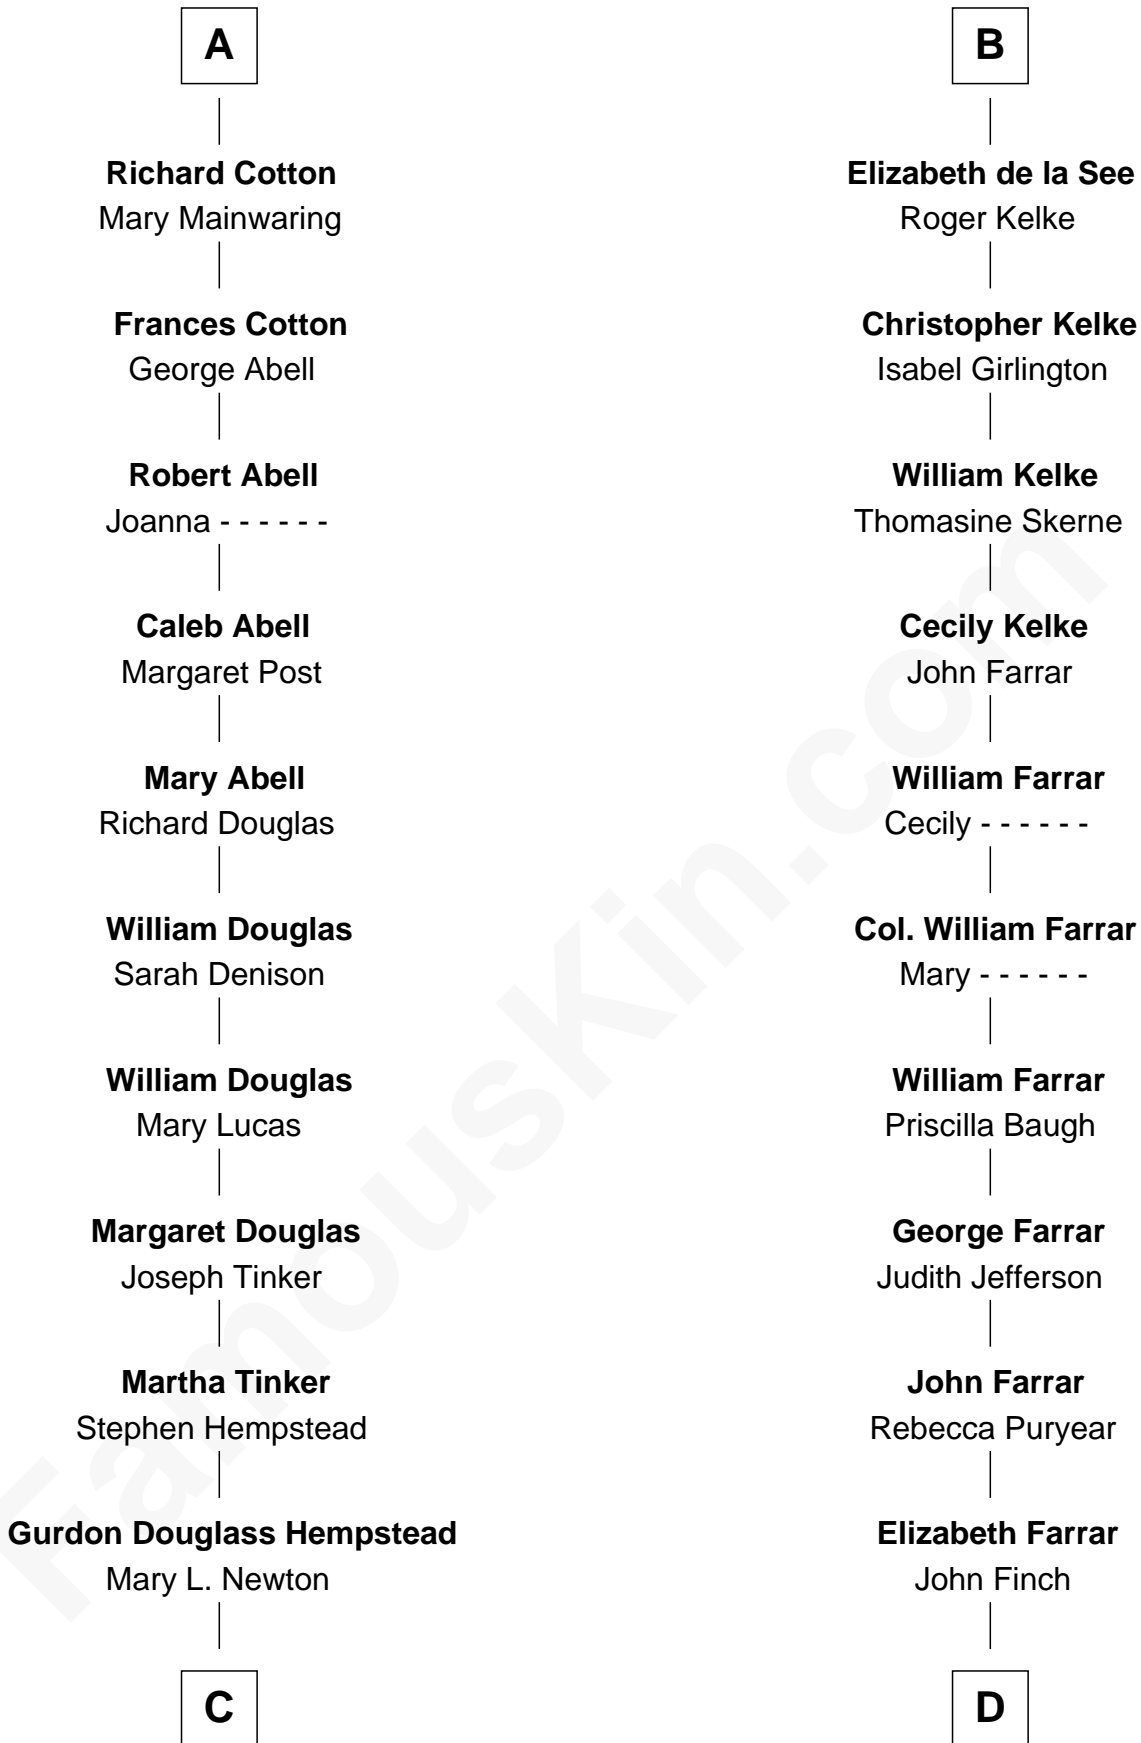 A
Richard Cotton
Mary Mainwaring
Frances Cotton
George Abell
Robert Abell
Joanna - - - - - -
Caleb Abell
Margaret Post
Mary Abell
Richard Douglas
William Douglas
Sarah Denison
William Douglas
Mary Lucas
Margaret Douglas
Joseph Tinker
Martha Tinker
Stephen Hempstead
Gurdon Douglass Hempstead
Mary L. Newton
C
B
Elizabeth de la See
Roger Kelke
Christopher Kelke
Isabel Girlington
William Kelke
Thomasine Skerne
Cecily Kelke
John Farrar
William Farrar
Cecily - - - - - -
Col. William Farrar
Mary - - - - - -
William Farrar
Priscilla Baugh
George Farrar
Judith Jefferson
John Farrar
Rebecca Puryear
Elizabeth Farrar
John Finch
D
FamousKin.com